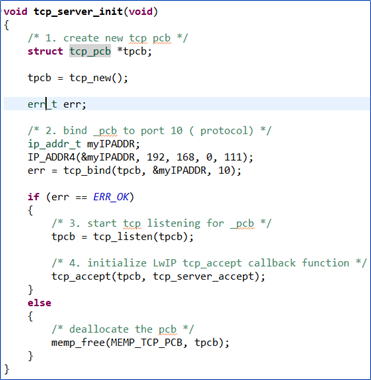 void tcp_server_init(void)
{
/* 1. create new tcp pcb */
struct tcp_pcb *tpcb;
tpcb = tcp_new();
err_t err;
/* 2. bind _pcb to port 10 ( protocol) */
ip_addr_t myIPADDR;
IP_ADDR4(&myIPADDR, 192, 168, 0, 111);
err = tcp_bind(tpcb, &myIPADDR, 10);
if (err == ERR_OK)
{
/* 3. start tcp listening for _pcb */
tpcb = tcp_listen(tpcb);
/* 4. initialize LwIP tcp_accept callback function */
tcp_accept(tpcb, tcp_server_accept);
}
else
{
/* deallocate the pcb */
memp_free(MEMP_TCP_PCB, tpcb);
}
}